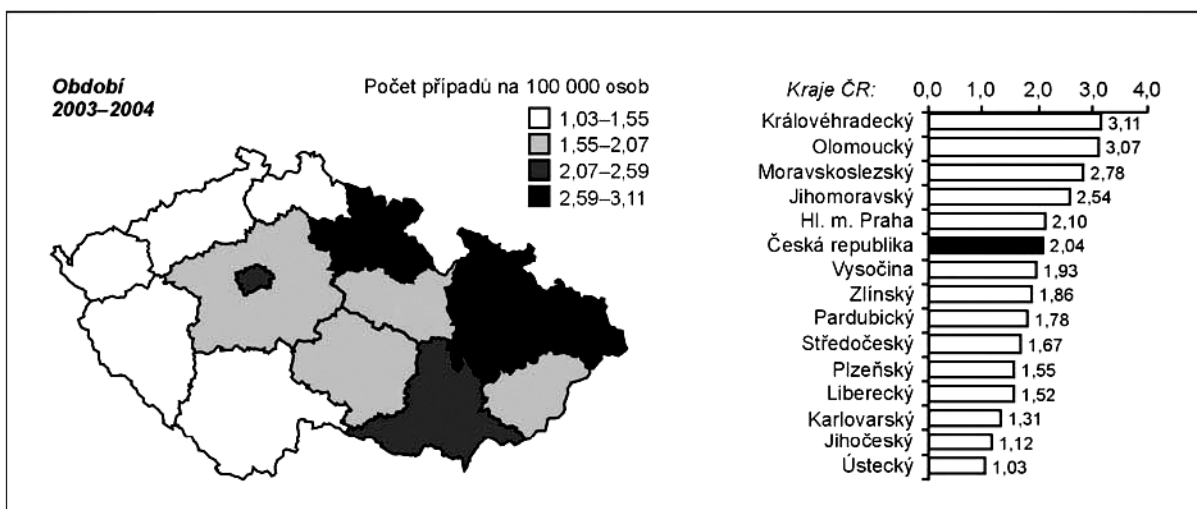 Období
2003–2004
Počet případů na 100 000 osob
1,03–1,55
1,55–2,07
2,07–2,59
2,59–3,11
Kraje ČR: 0,0 1,0 2,0 3,0 4,0
Královéhradecký 3,11
Olomoucký 3,07
Moravskoslezský 2,78
Jihomoravský 2,54
Hl. m. Praha 2,10
Česká republika 2,04
Vysočina 1,93
Zlínský 1,86
Pardubický 1,78
Středočeský 1,67
Plzeňský 1,55
Liberecký 1,52
Karlovarský 1,31
Jihočeský 1,12
Ústecký 1,03